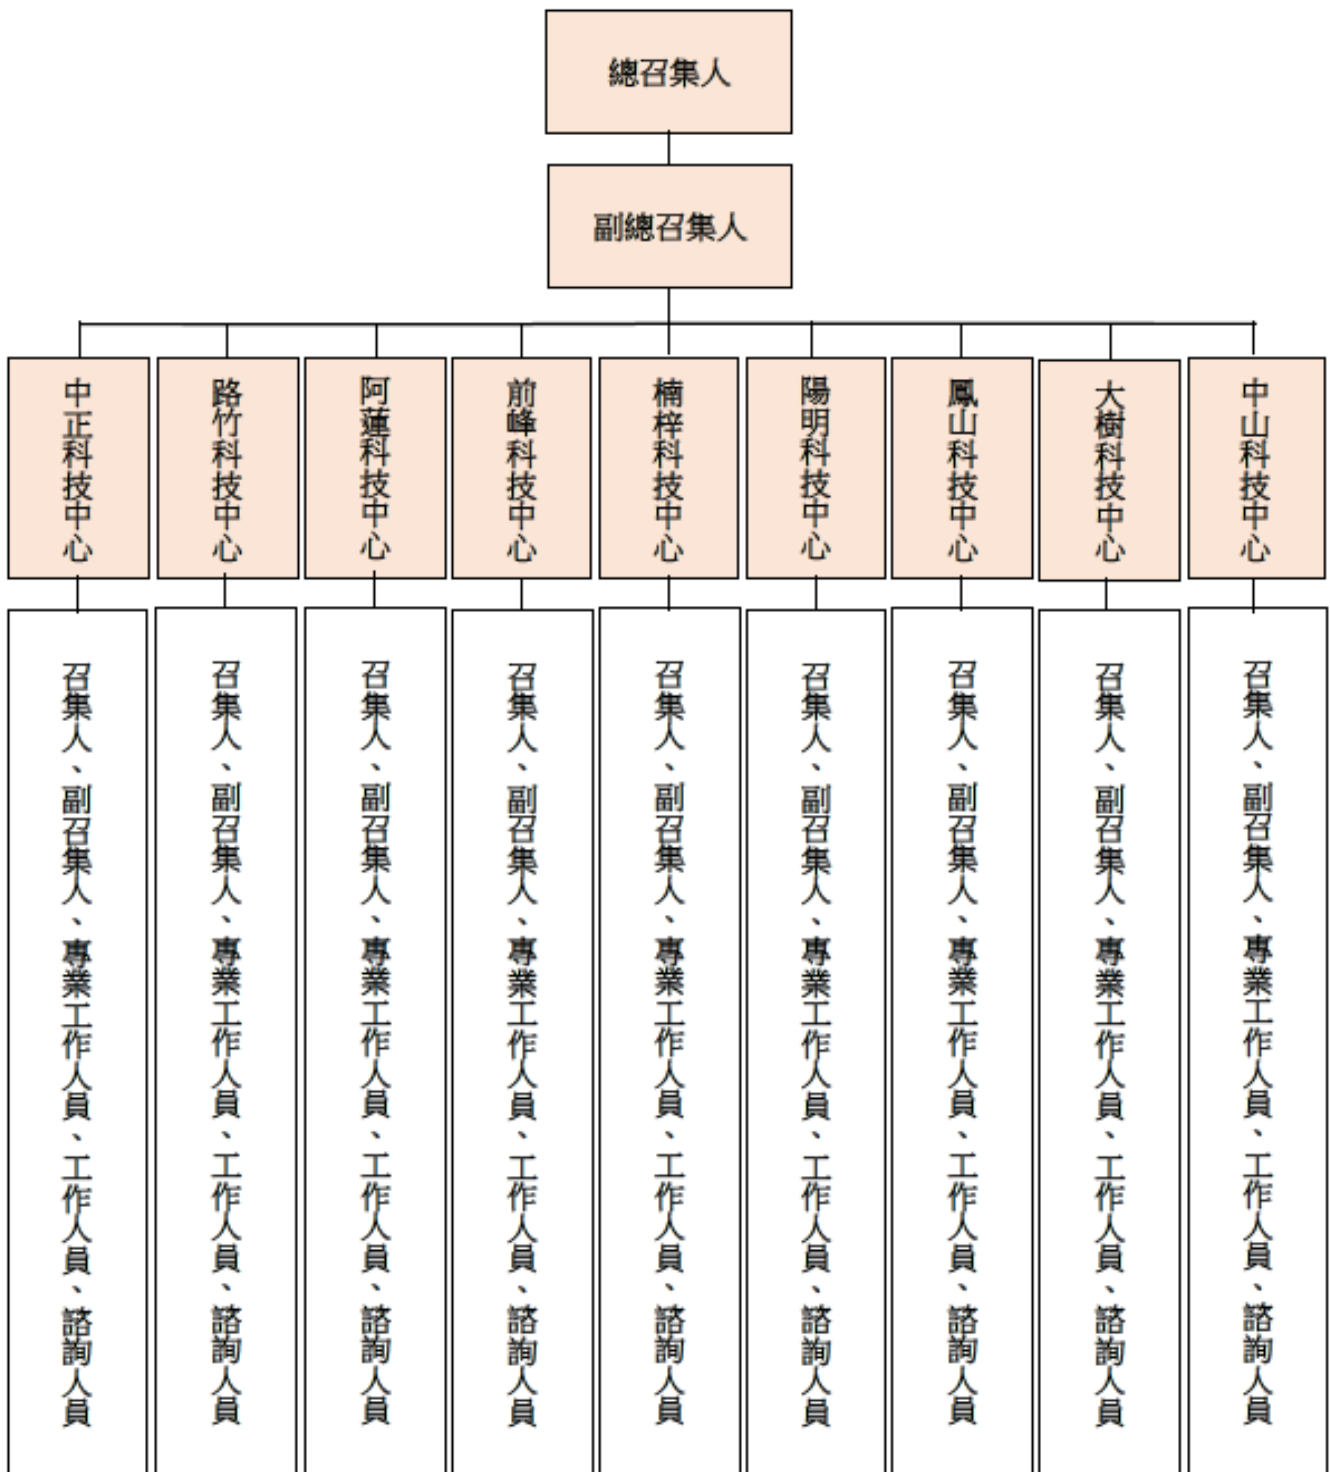 總召集人
副總召集人
中正科技中心
路竹科技中心
阿蓮科技中心
前峰科技中心
楠梓科技中心
陽明科技中心
鳳山科技中心
大樹科技中心
中山科技中心
召集人、副召集人、專業工作人員、工作人員、諮詢人員
召集人、副召集人、專業工作人員、工作人員、諮詢人員
召集人、副召集人、專業工作人員、工作人員、諮詢人員
召集人、副召集人、專業工作人員、工作人員、諮詢人員
召集人、副召集人、專業工作人員、工作人員、諮詢人員
召集人、副召集人、專業工作人員、工作人員、諮詢人員
召集人、副召集人、專業工作人員、工作人員、諮詢人員
召集人、副召集人、專業工作人員、工作人員、諮詢人員
召集人、副召集人、專業工作人員、工作人員、諮詢人員